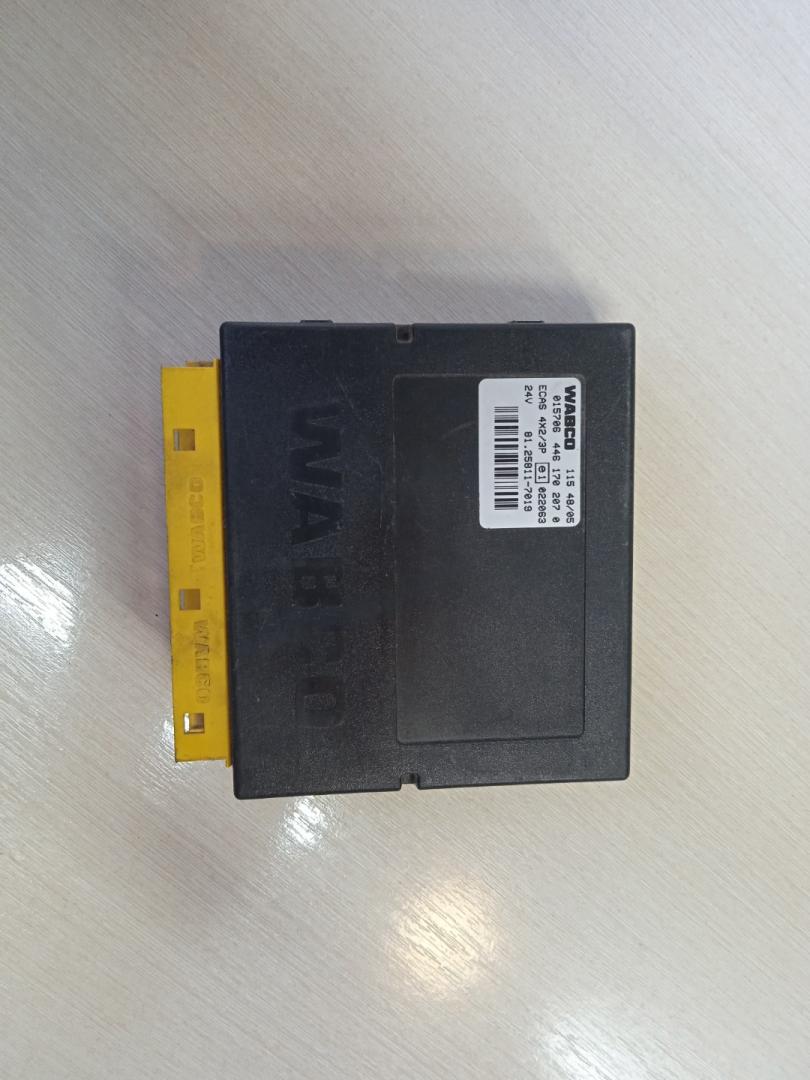 WABCO 115 48/05
015706 446 170 207 0
ECAS 4X2/3P e1 022063
24V 81.25811-7019
WABCO
WABCO
WABCO